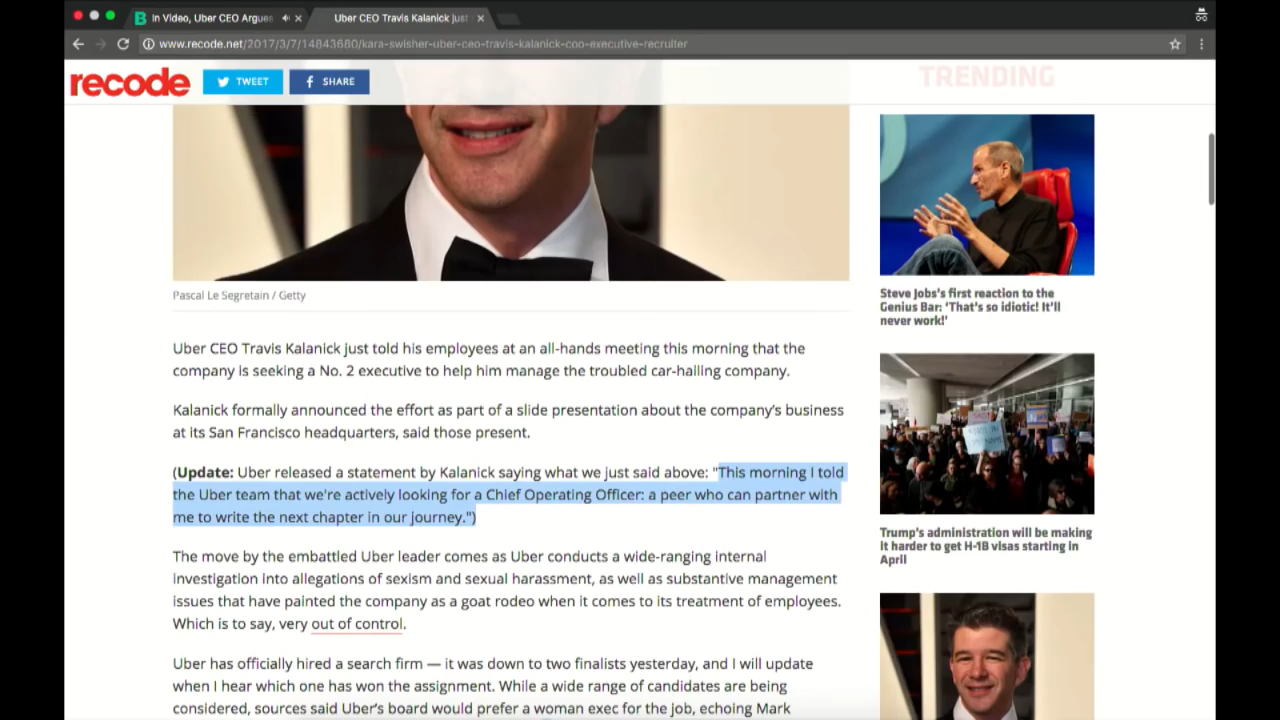 In Video, Uber CEO Argues
Uber CEO Travis Kalanick just
www.recode.net/2017/3/7/14843660/kara-swisher-uber-ceo-travis-kalanick-coo-executive-recruiter
recode
TWEET
SHARE
TRENDING
Pascal Le Segretain / Getty
Uber CEO Travis Kalanick just told his employees at an all-hands meeting this morning that the
company is seeking a No. 2 executive to help him manage the troubled car-hailing company.
Kalanick formally announced the effort as part of a slide presentation about the company's business
at its San Francisco headquarters, said those present.
(Update: Uber released a statement by Kalanick saying what we just said above: "This morning I told
the Uber team that we're actively looking for a Chief Operating Officer: a peer who can partner with
me to write the next chapter in our journey.")
The move by the embattled Uber leader comes as Uber conducts a wide-ranging internal
investigation into allegations of sexism and sexual harassment, as well as substantive management
issues that have painted the company as a goat rodeo when it comes to its treatment of employees.
Which is to say, very out of control.
Uber has officially hired a search firm — it was down to two finalists yesterday, and I will update
when I hear which one has won the assignment. While a wide range of candidates are being
considered, sources said Uber's board would prefer a woman exec for the job, echoing Mark
Steve Jobs's first reaction to the
Genius Bar: 'That's so idiotic! It'll
never work!'
Trump's administration will be making
it harder to get H-1B visas starting in
April